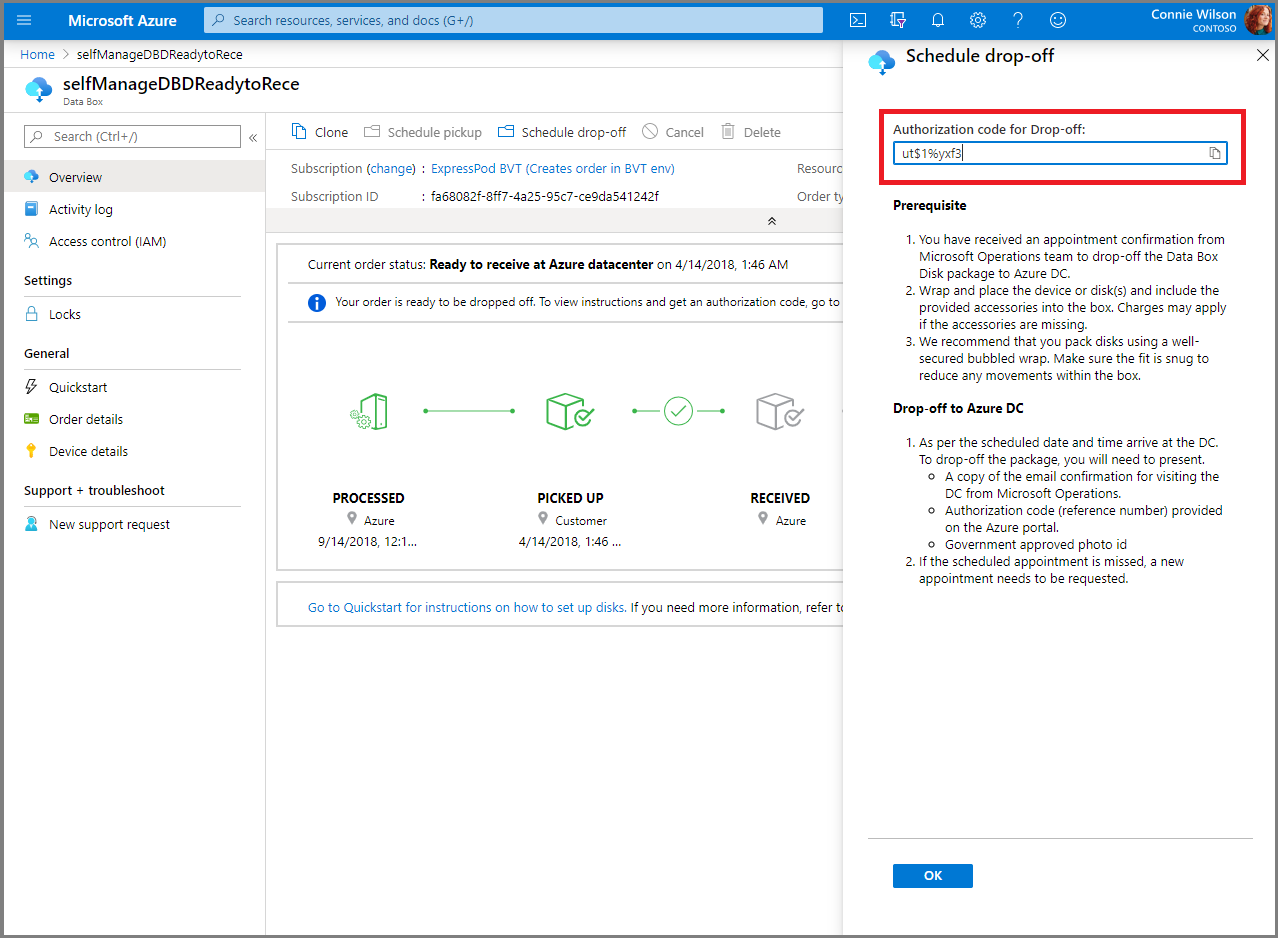 Microsoft Azure
Search resources, services, and docs (G+/)
Connie Wilson
CONTOSO
Home > selfManageDBDReadytoRece
selfManageDBDReadytoRece
Data Box
Search (Ctrl+/)
«
Overview
Activity log
Access control (IAM)
Settings
Locks
General
Quickstart
Order details
Device details
Support + troubleshoot
New support request
Clone
Schedule pickup
Schedule drop-off
Cancel
Delete
Subscription (change) : ExpressPod BVT (Creates order in BVT env)
Resourc
Subscription ID : fa68082f-8ff7-4a25-95c7-ce9da541242f
Order ty
Current order status: Ready to receive at Azure datacenter on 4/14/2018, 1:46 AM
Your order is ready to be dropped off. To view instructions and get an authorization code, go to
PROCESSED
Azure
9/14/2018, 12:1...
PICKED UP
Customer
4/14/2018, 1:46 ...
RECEIVED
Azure
Go to Quickstart for instructions on how to set up disks. If you need more information, refer to
Schedule drop-off
Authorization code for Drop-off:
ut$1%yxf3
Prerequisite
1. You have received an appointment confirmation from
Microsoft Operations team to drop-off the Data Box
Disk package to Azure DC.
2. Wrap and place the device or disk(s) and include the
provided accessories into the box. Charges may apply
if the accessories are missing.
3. We recommend that you pack disks using a well-
secured bubbled wrap. Make sure the fit is snug to
reduce any movements within the box.
Drop-off to Azure DC
1. As per the scheduled date and time arrive at the DC.
To drop-off the package, you will need to present.
A copy of the email confirmation for visiting the
DC from Microsoft Operations.
Authorization code (reference number) provided
on the Azure portal.
Government approved photo id
2. If the scheduled appointment is missed, a new
appointment needs to be requested.
OK